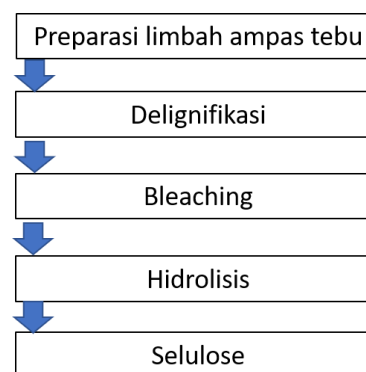 Preparasi limbah ampas tebu
Delignifikasi
Bleaching
Hidrolisis
Selulose